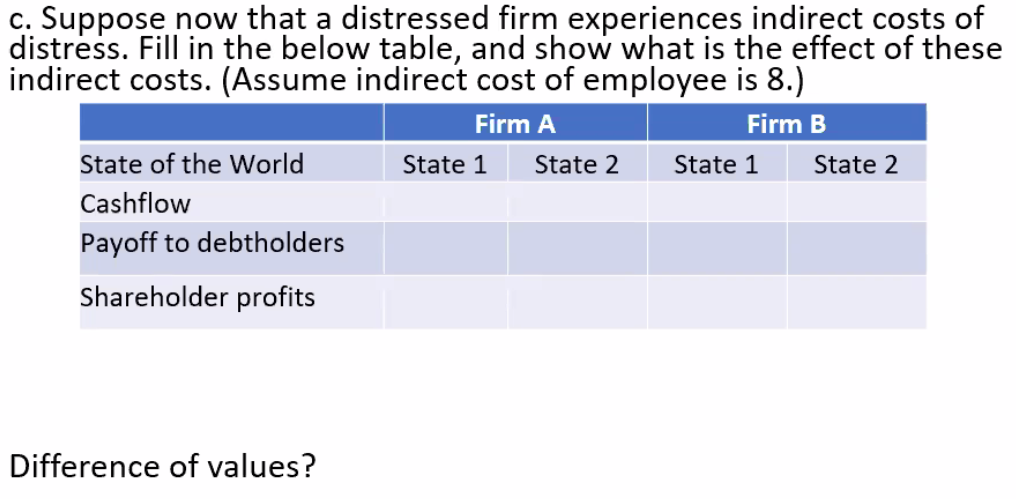 c. Suppose now that a distressed firm experiences indirect costs of
distress. Fill in the below table, and show what is the effect of these
indirect costs. (Assume indirect cost of employee is 8.)
Firm A Firm B
State of the World State 1 State 2 State 1 State 2
Cashflow
Payoff to debtholders
Shareholder profits
Difference of values?